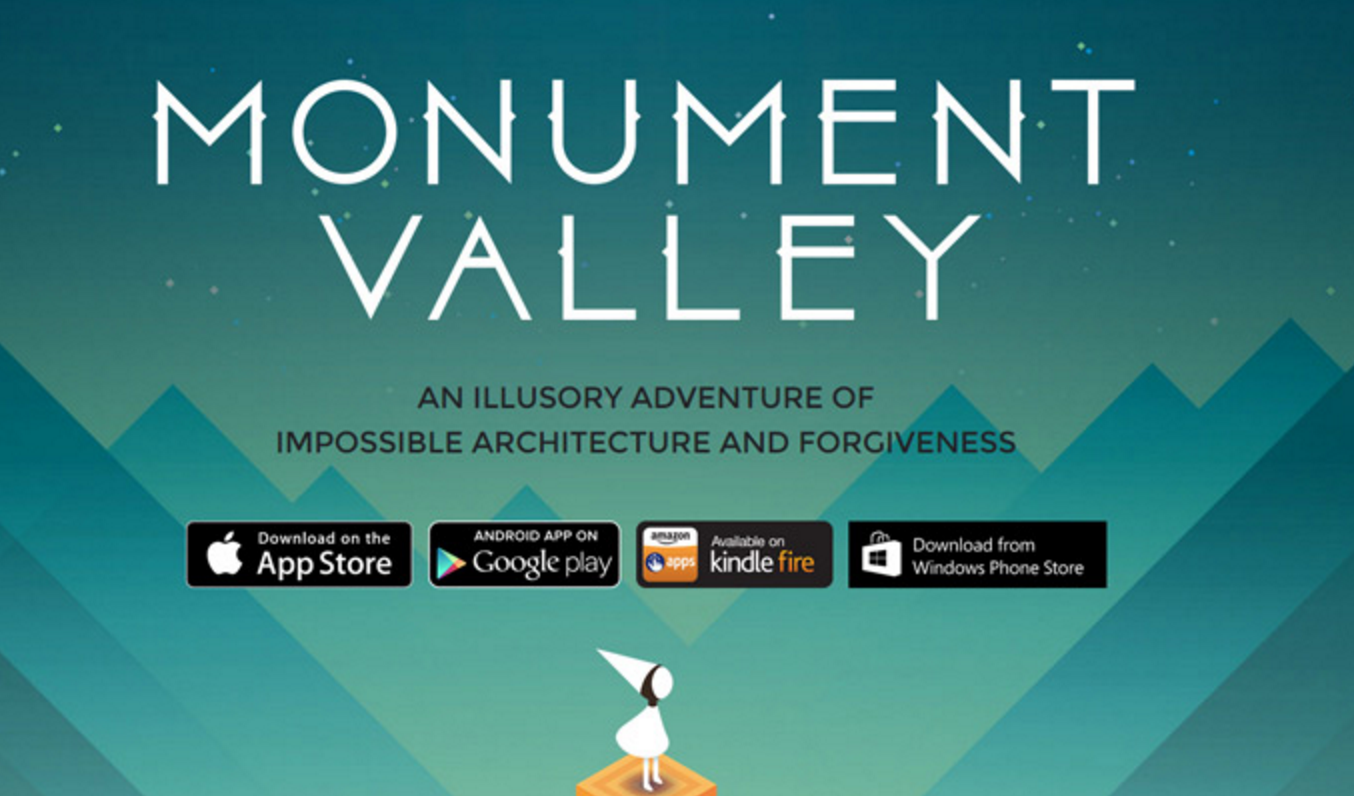 MONUMENT
VALLEY
AN ILLUSORY ADVENTURE OF
IMPOSSIBLE ARCHITECTURE AND FORGIVENESS
Download on the
App Store
ANDROID APP ON
Google play
amazon
apps
Available on
kindle fire
Download from
Windows Phone Store